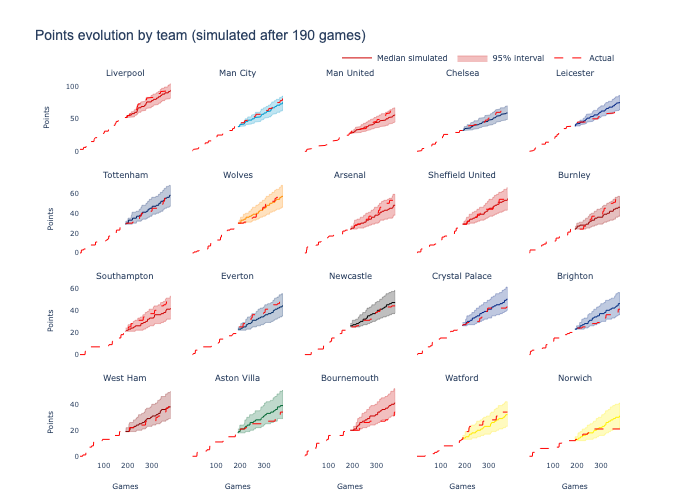 Points evolution by team (simulated after 190 games)
Median simulated 95% interval Actual
Liverpool Man City Man United Chelsea Leicester
100
50
0
Points
Tottenham Wolves Arsenal Sheffield United Burnley
60
40
20
0
Points
Southampton Everton Newcastle Crystal Palace Brighton
60
40
20
0
Points
West Ham Aston Villa Bournemouth Watford Norwich
40
20
0
Points
100 200 300 100 200 300 100 200 300 100 200 300 100 200 300
Games Games Games Games Games